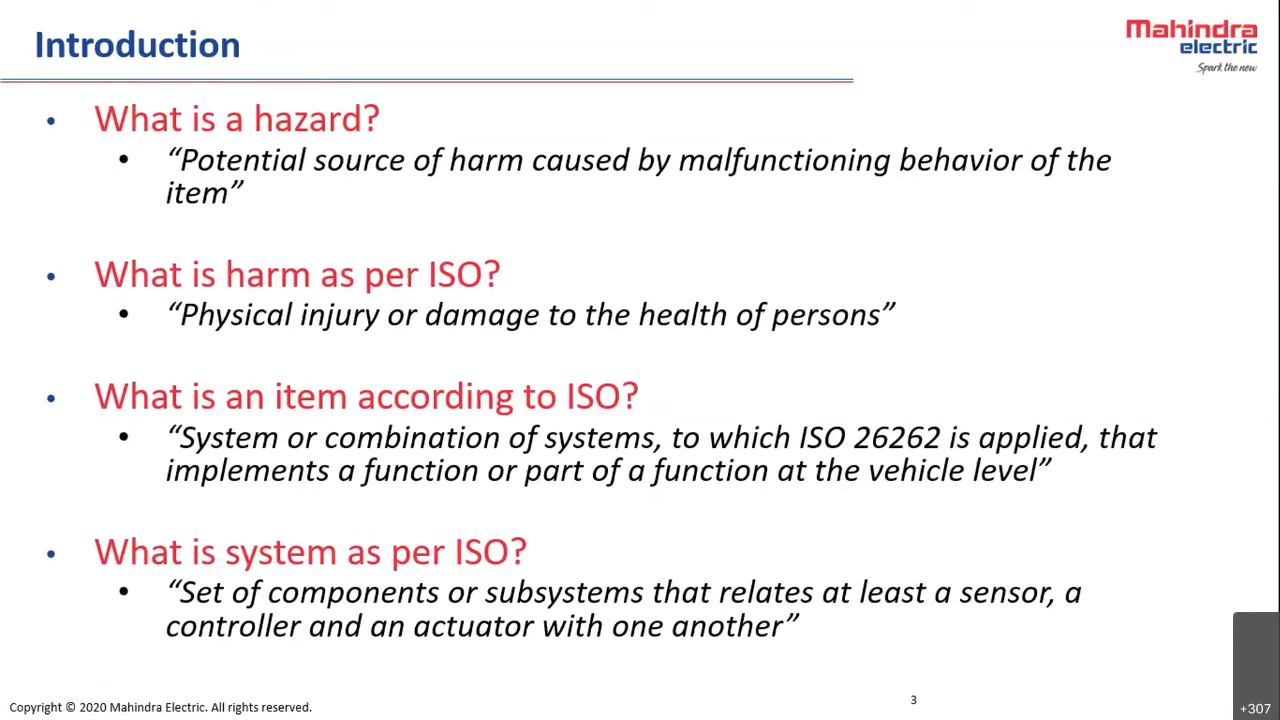 Introduction
Mahindra
electric
Spark the new
• What is a hazard?
• “Potential source of harm caused by malfunctioning behavior of the
item”
• What is harm as per ISO?
• “Physical injury or damage to the health of persons”
• What is an item according to ISO?
• “System or combination of systems, to which ISO 26262 is applied, that
implements a function or part of a function at the vehicle level”
• What is system as per ISO?
• “Set of components or subsystems that relates at least a sensor, a
controller and an actuator with one another”
Copyright © 2020 Mahindra Electric. All rights reserved.
3
+307